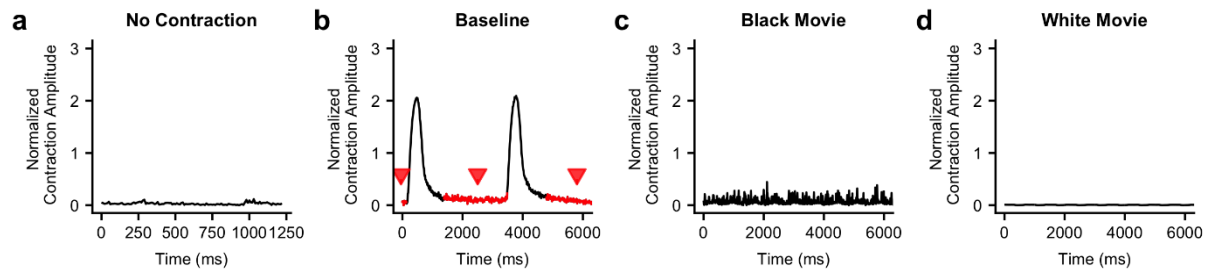 a
No Contraction
Normalized
Contraction Amplitude
3
2
1
0
0 250 500 750 1000 1250
Time (ms)
b
Baseline
Normalized
Contraction Amplitude
3
2
1
0
0 2000 4000 6000
Time (ms)
c
Black Movie
Normalized
Contraction Amplitude
3
2
1
0
0 2000 4000 6000
Time (ms)
d
White Movie
Normalized
Contraction Amplitude
3
2
1
0
0 2000 4000 6000
Time (ms)